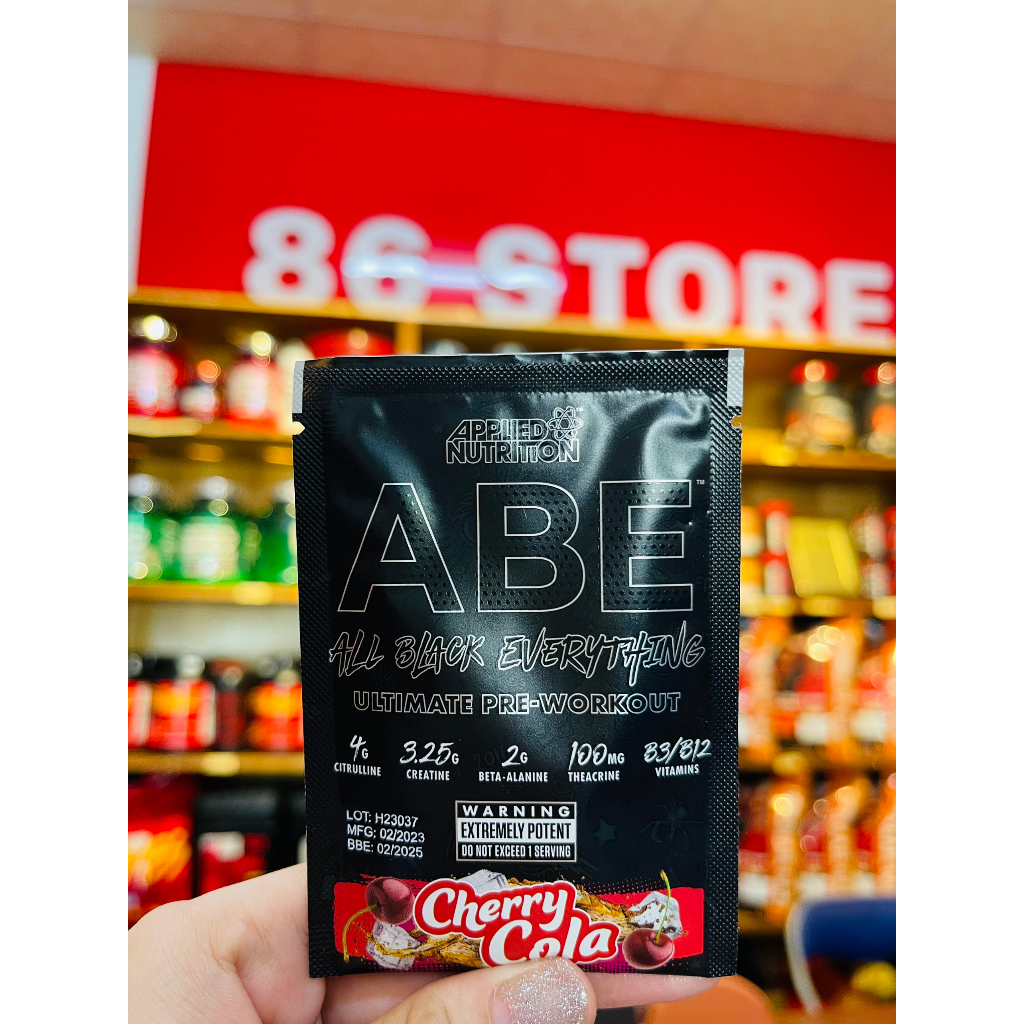 86 STORE
APPLIED
NUTRITION
ABE™
ALL BLACK EVERYTHING
ULTIMATE PRE-WORKOUT
4G 3.25G 2G 100MG B3/B12
CITRULLINE CREATINE BETA-ALANINE THEACRINE VITAMINS
LOT: H23037
MFG: 02/2023
BBE: 02/2025
WARNING
EXTREMELY POTENT
DO NOT EXCEED 1 SERVING
Cherry
Cola